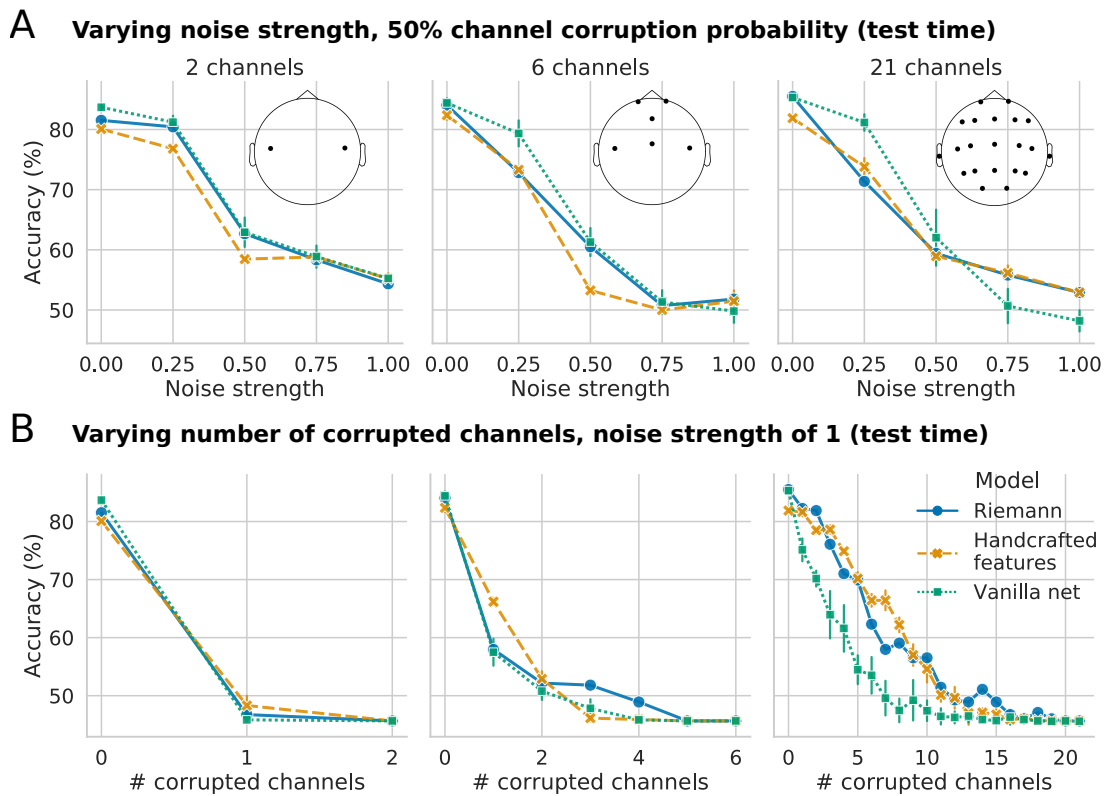 A Varying noise strength, 50% channel corruption probability (test time)
2 channels 6 channels 21 channels
Accuracy (%)
80
70
60
50
0.00 0.25 0.50 0.75 1.00 0.00 0.25 0.50 0.75 1.00 0.00 0.25 0.50 0.75 1.00
Noise strength Noise strength Noise strength
B Varying number of corrupted channels, noise strength of 1 (test time)
Accuracy (%)
80
70
60
50
Model
Riemann
Handcrafted
features
Vanilla net
0 1 2 0 2 4 6 0 5 10 15 20
# corrupted channels # corrupted channels # corrupted channels